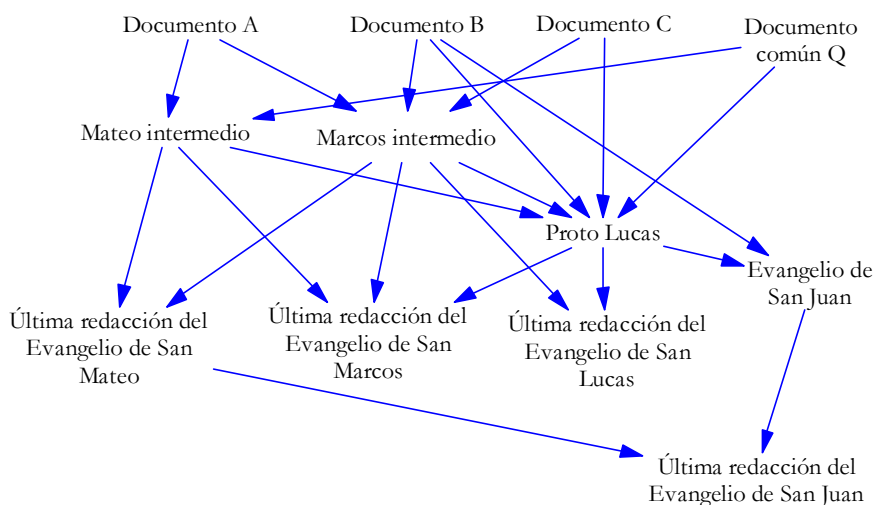 Documento A
Documento B
Documento C
Documento
común Q
Mateo intermedio
Marcos intermedio
Proto Lucas
Evangelio de
San Juan
Última redacción del
Evangelio de San
Mateo
Última redacción del
Evangelio de San
Marcos
Última redacción del
Evangelio de San
Lucas
Última redacción del
Evangelio de San Juan